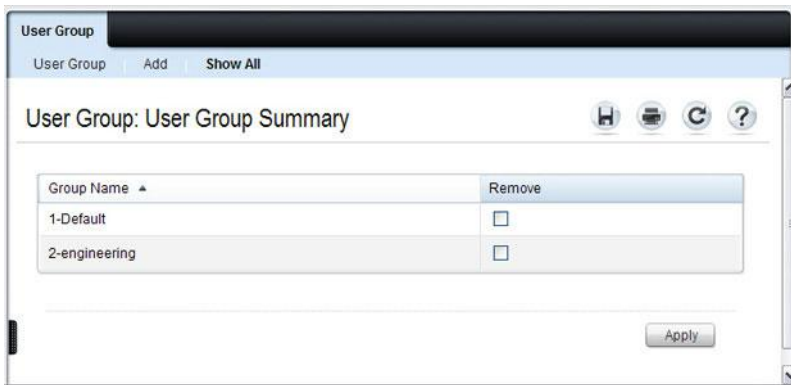 User Group
User Group Add Show All
User Group: User Group Summary
Group Name Remove
1-Default
2-engineering
Apply